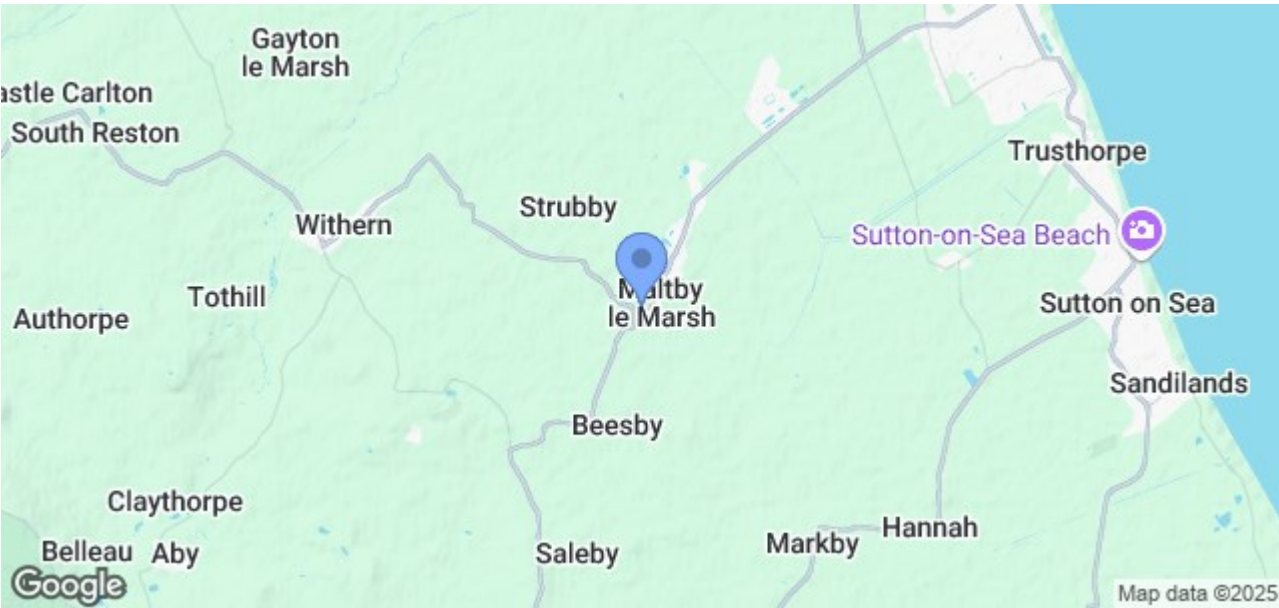 Gayton
le Marsh
astle Carlton
South Reston
Trusthorpe
Strubby
Withern
Sutton-on-Sea Beach
Maltby
le Marsh
Tothill
Authorpe
Sutton on Sea
Sandilands
Beesby
Claythorpe
Hannah
Markby
Belleau
Aby
Saleby
Google
Map data ©2025